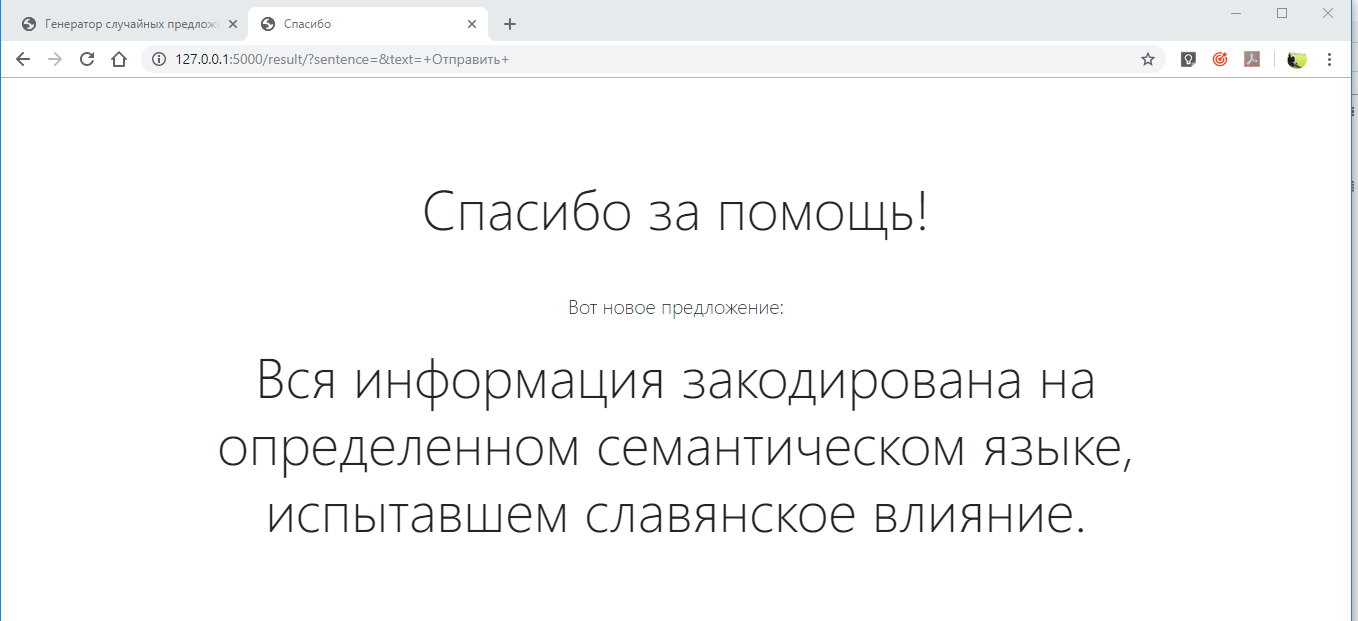 Генератор случайных предлож
Спасибо
127.0.0.1:5000/result/?sentence=&text=+Отправить+
Спасибо за помощь!
Вот новое предложение:
Вся информация закодирована на
определенном семантическом языке,
испытавшем славянское влияние.